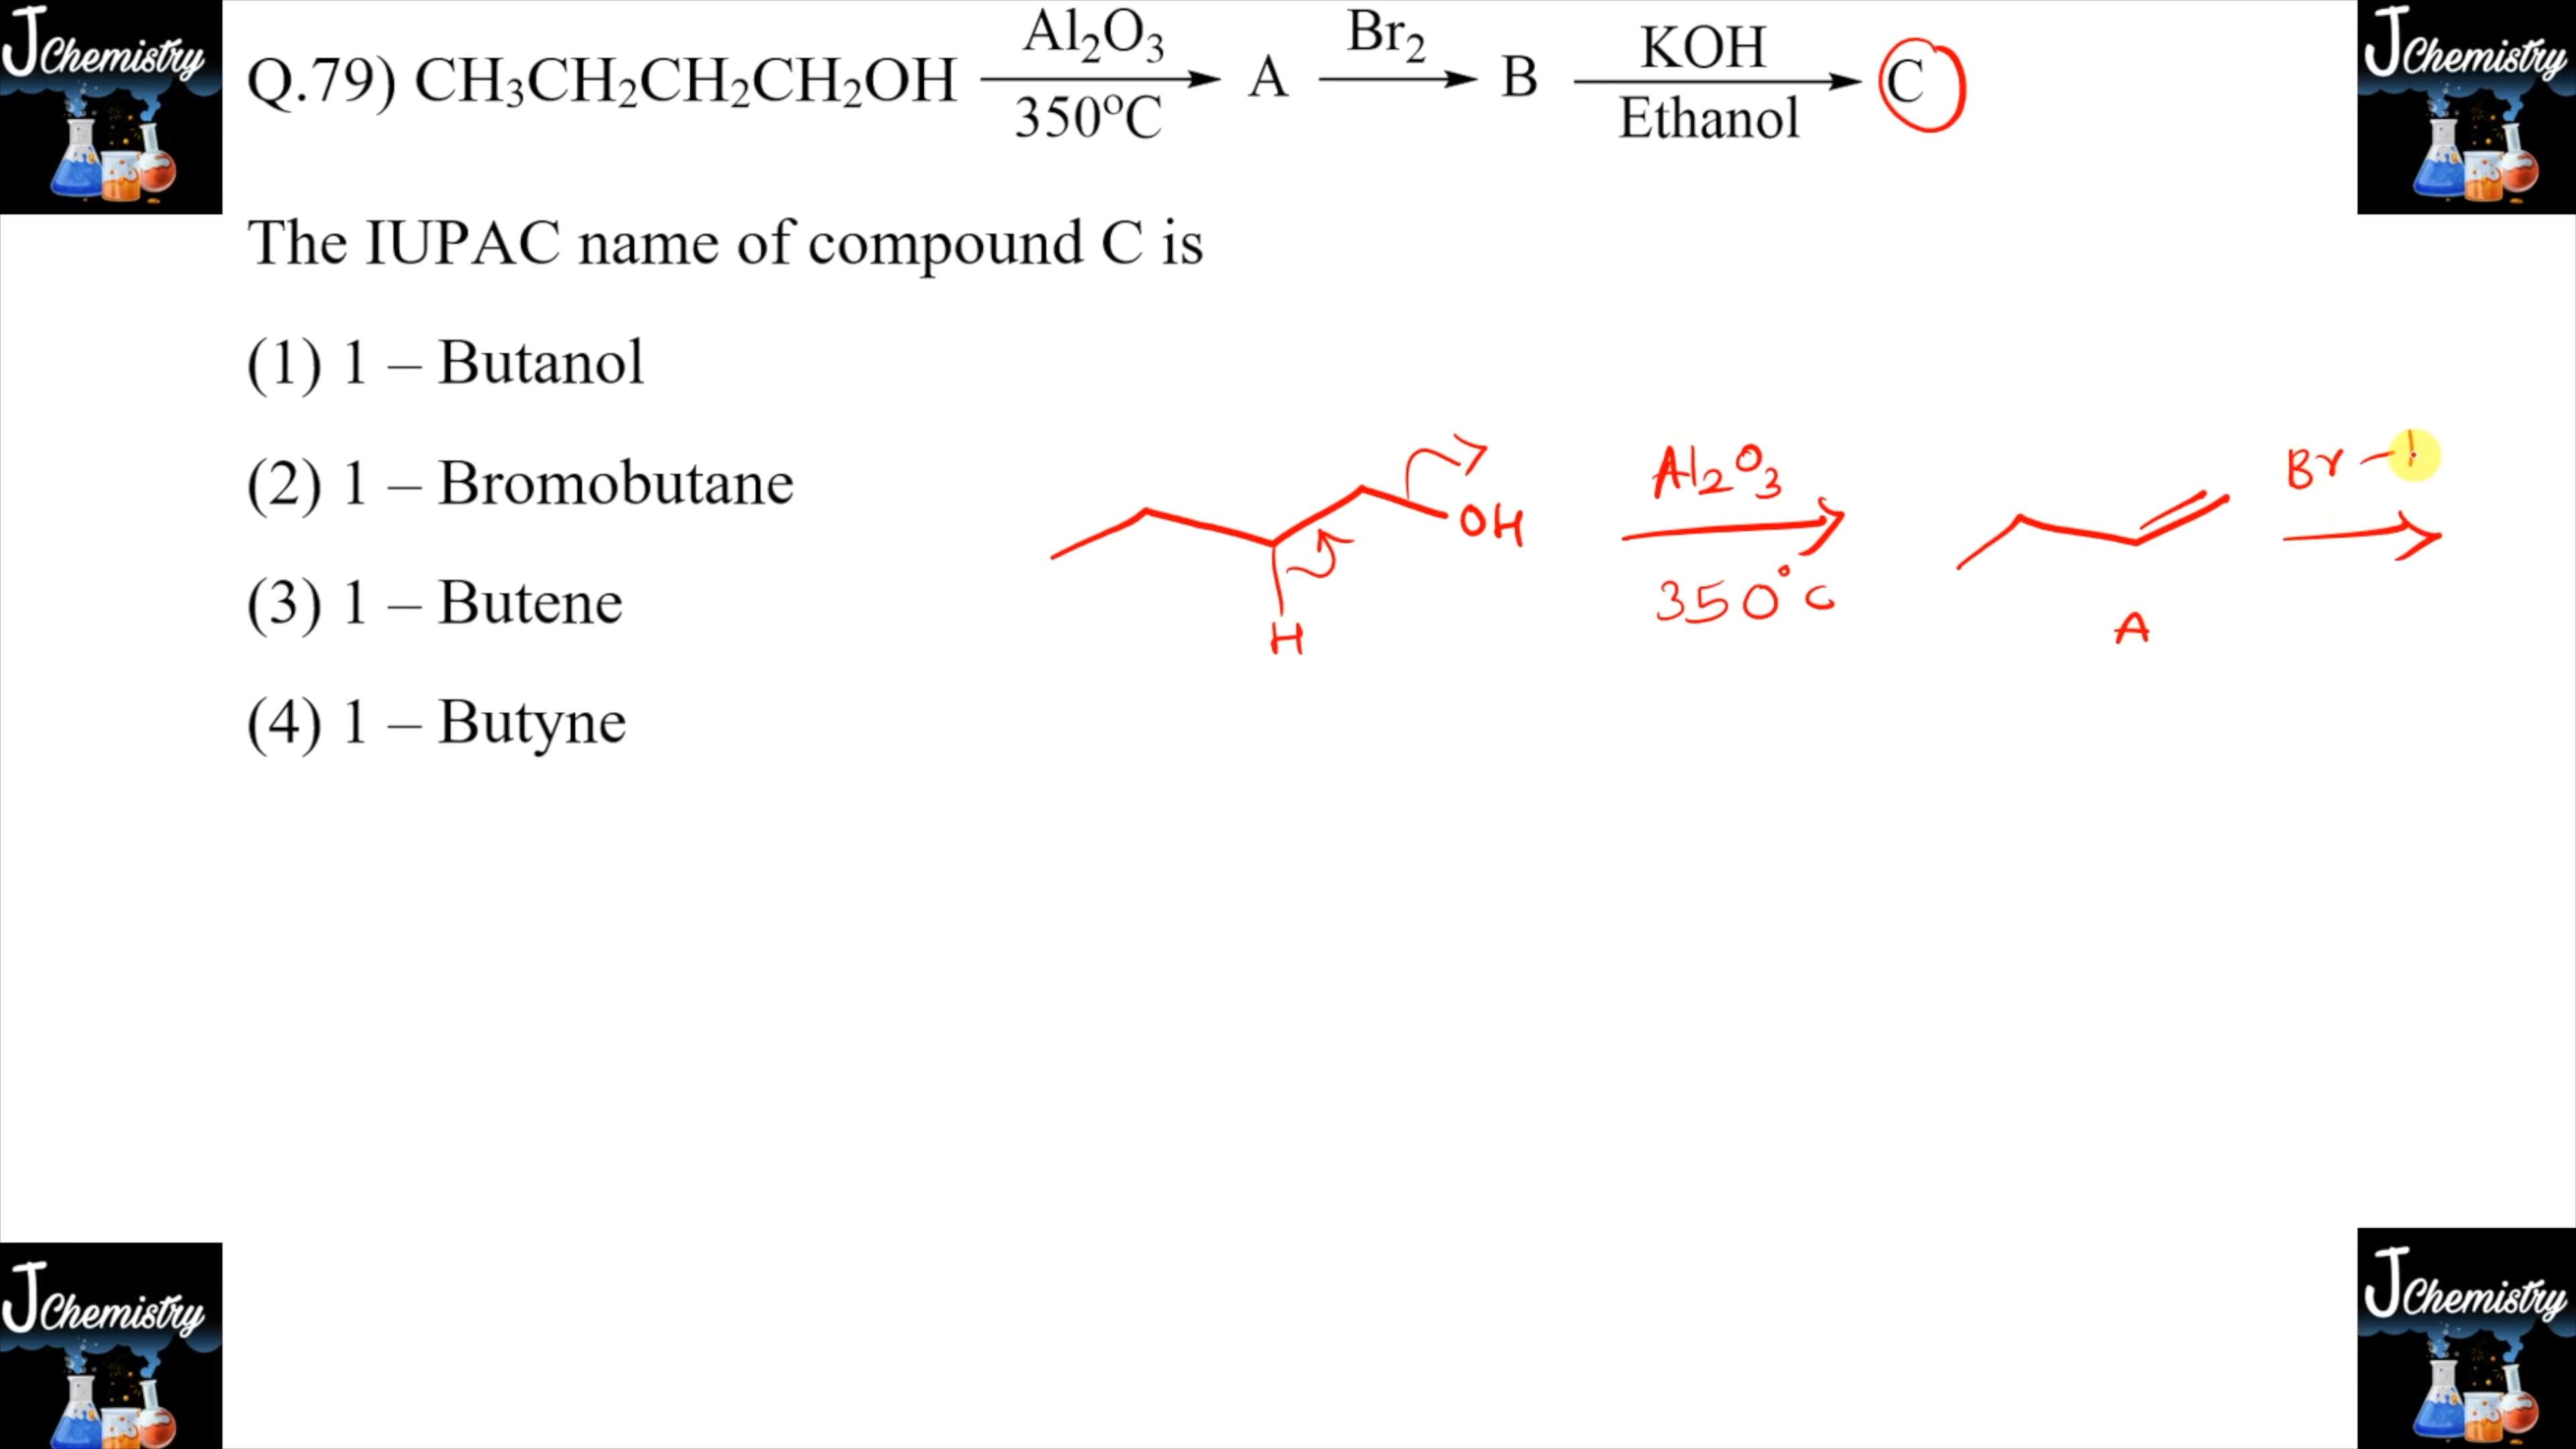 JChemistry
JChemistry
Q.79) CH₃CH₂CH₂CH₂OH Al₂O₃ 350°C A Br₂ B KOH Ethanol C
The IUPAC name of compound C is
(1) 1 – Butanol
(2) 1 – Bromobutane
(3) 1 – Butene
(4) 1 – Butyne
OH
H
Al₂O₃
350°C
A
Br –
JChemistry
JChemistry